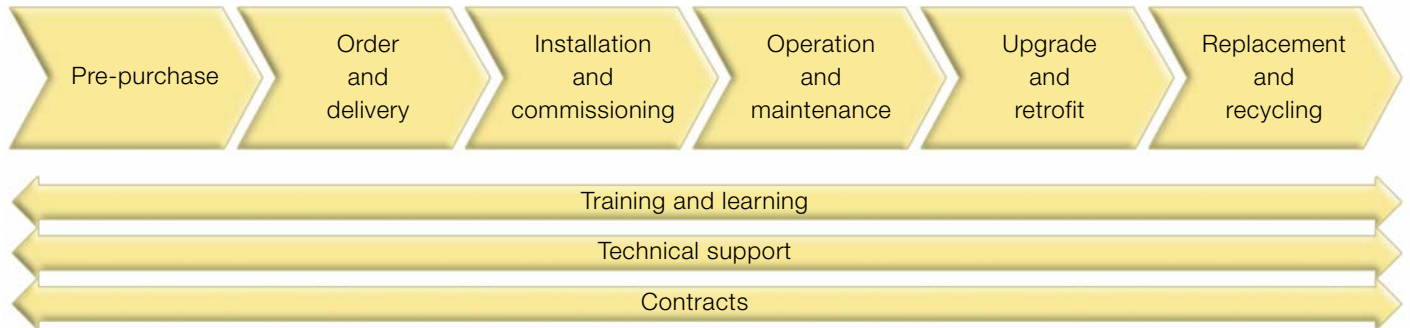 Pre-purchase
Order
and
delivery
Installation
and
commissioning
Operation
and
maintenance
Upgrade
and
retrofit
Replacement
and
recycling
Training and learning
Technical support
Contracts